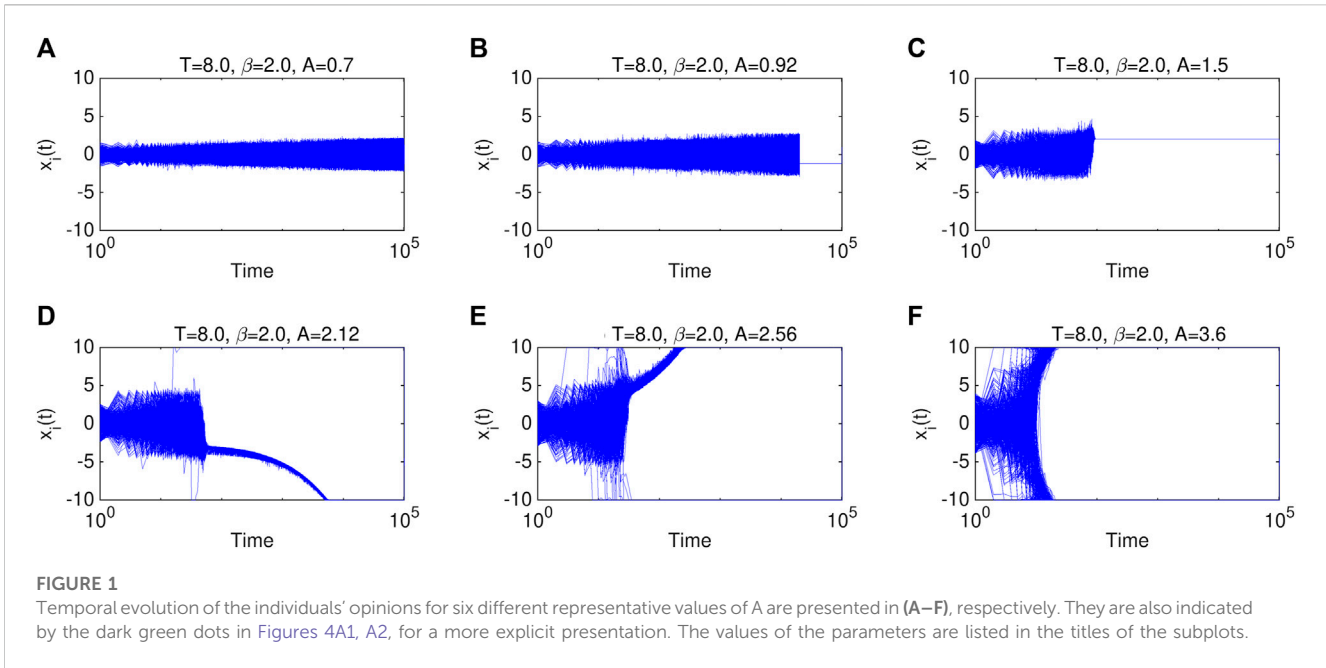 A
T=8.0, β=2.0, A=0.7
10
5
0
-5
-10
x_i(t)
10^0
10^5
Time
B
T=8.0, β=2.0, A=0.92
10
5
0
-5
-10
x_i(t)
10^0
10^5
Time
C
T=8.0, β=2.0, A=1.5
10
5
0
-5
-10
x_i(t)
10^0
10^5
Time
D
T=8.0, β=2.0, A=2.12
10
5
0
-5
-10
x_i(t)
10^0
10^5
Time
E
T=8.0, β=2.0, A=2.56
10
5
0
-5
-10
x_i(t)
10^0
10^5
Time
F
T=8.0, β=2.0, A=3.6
10
5
0
-5
-10
x_i(t)
10^0
10^5
Time
FIGURE 1
Temporal evolution of the individuals' opinions for six different representative values of A are presented in (A–F), respectively. They are also indicated
by the dark green dots in Figures 4A1, A2, for a more explicit presentation. The values of the parameters are listed in the titles of the subplots.